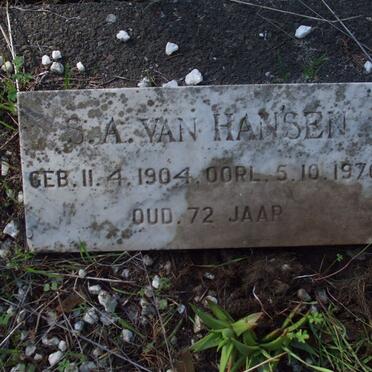 S. A. VAN HANSEN
GEB. 11. 4. 1904. OORL. 5. 10. 1976
OUD. 72 JAAR